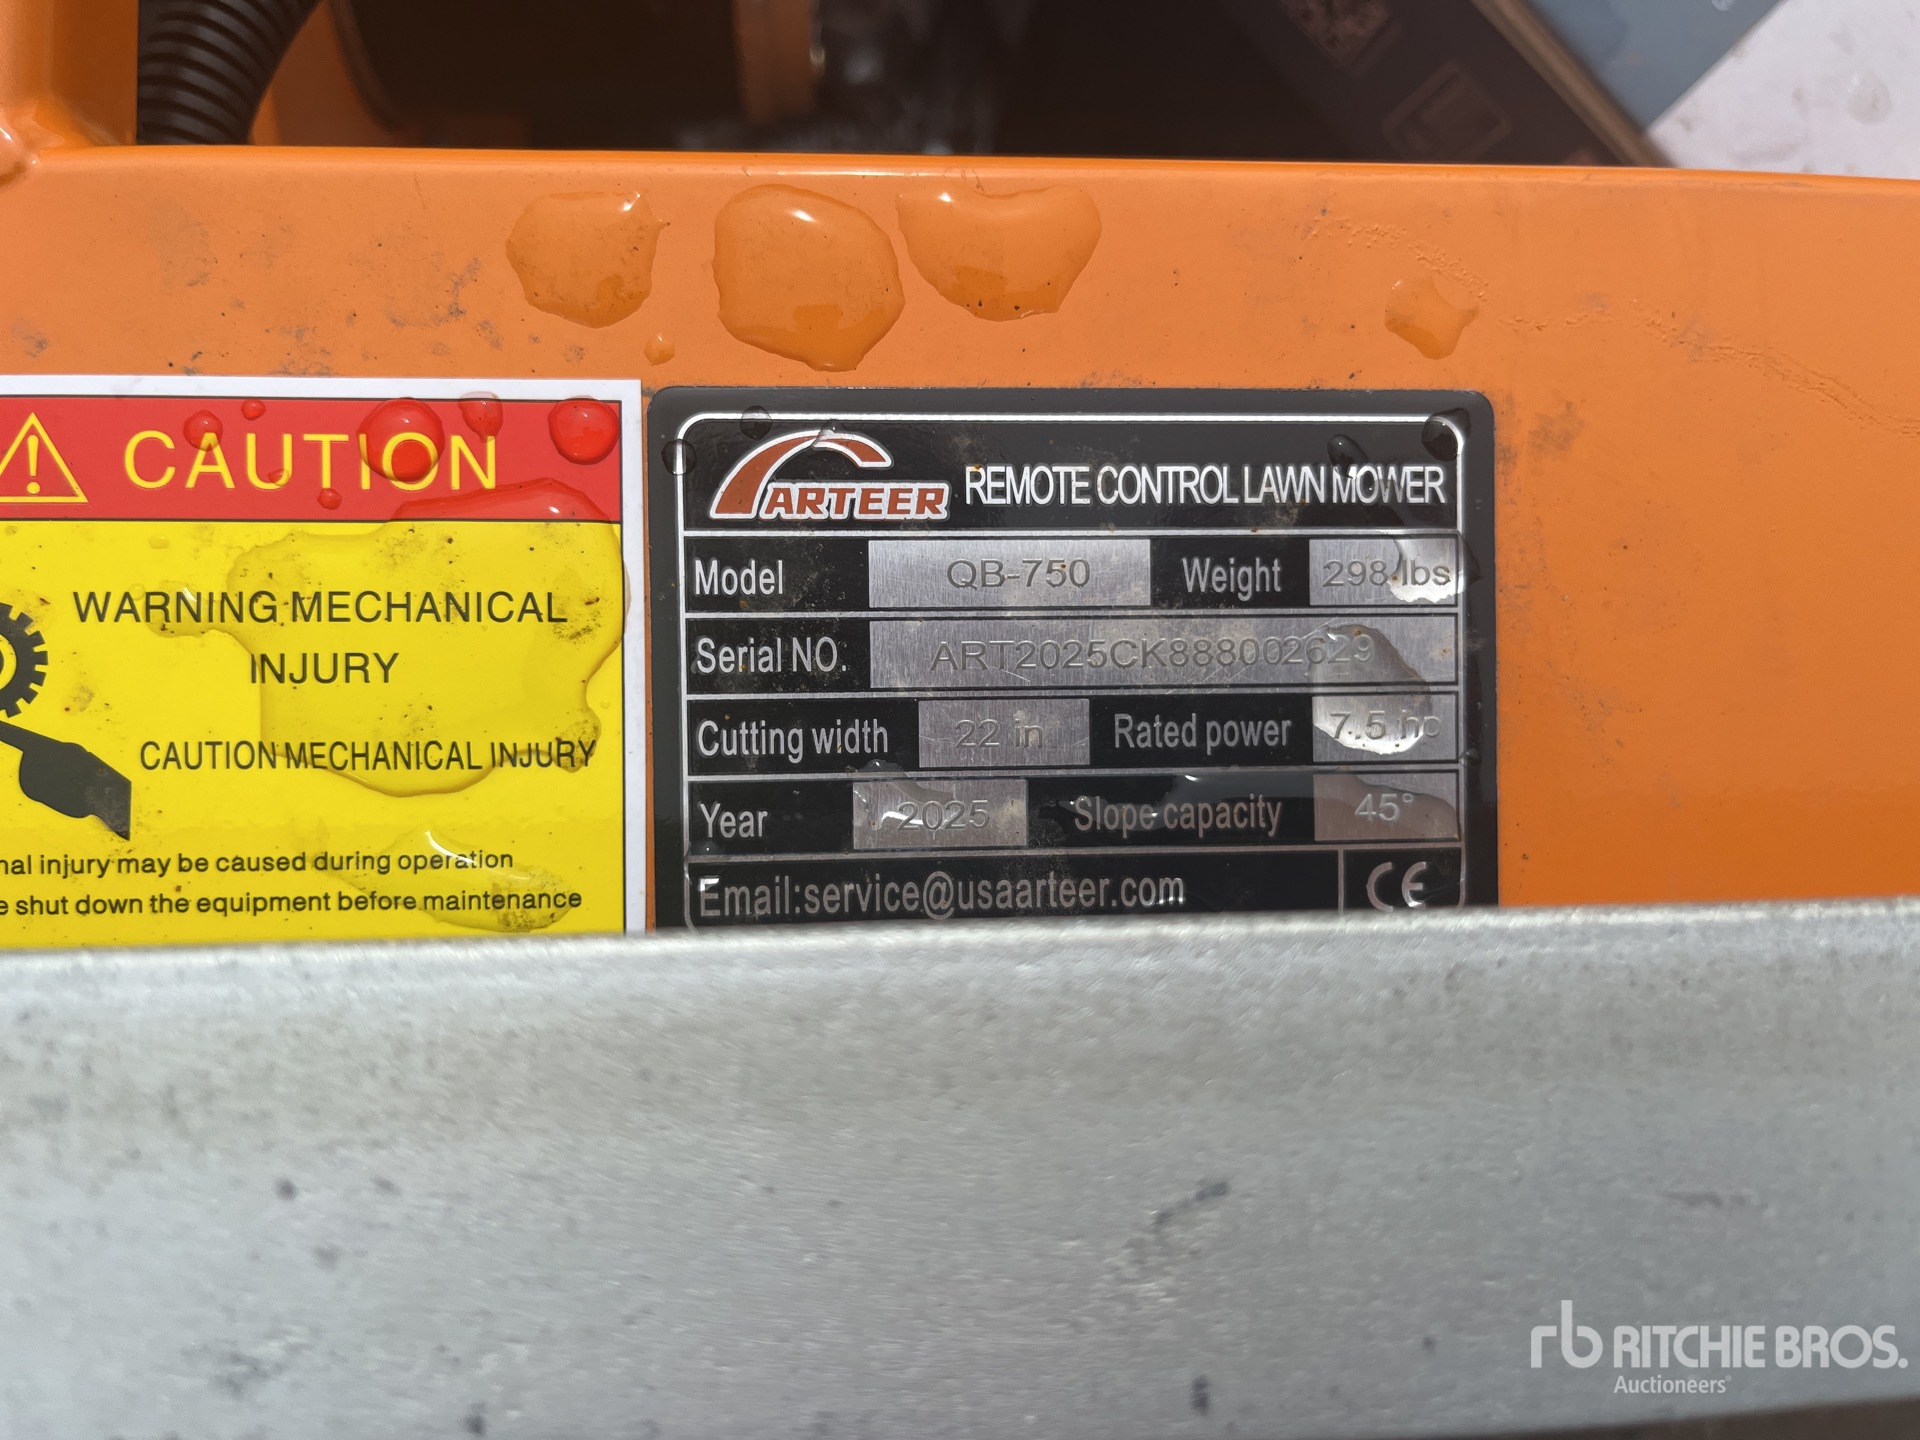 CAUTION
WARNING MECHANICAL
INJURY
CAUTION MECHANICAL INJURY
injury may be caused during operation
shut down the equipment before maintenance
ARTEER REMOTE CONTROL LAWN MOWER
Model QB-750 Weight 298 lbs
Serial NO. ART2025CK888002629
Cutting width 22 in Rated power 7.5 hp
Year 2025 Slope capacity 45°
Email:service@usaarteer.com CE
rb RITCHIE BROS.
Auctioneers